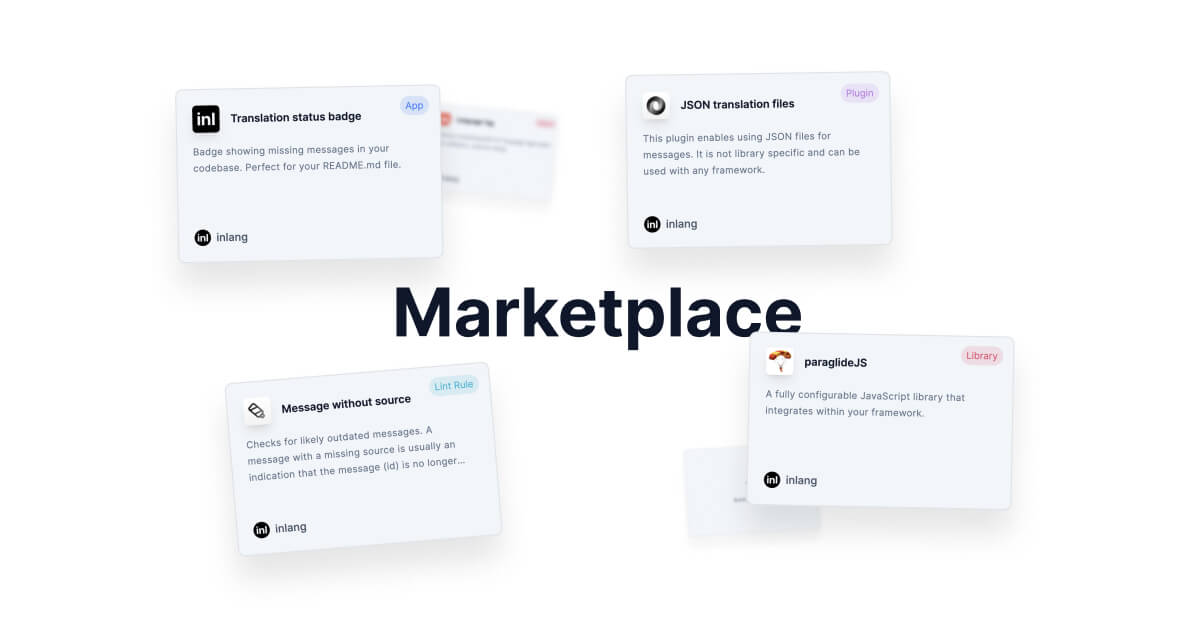 inl
Translation status badge
App
Badge showing missing messages in your
codebase. Perfect for your README.md file.
inl inlang
JSON translation files
Plugin
This plugin enables using JSON files for
messages. It is not library specific and can be
used with any framework.
inl inlang
Marketplace
Message without source
Lint Rule
Checks for likely outdated messages. A
message with a missing source is usually an
indication that the message (id) is no longer...
inl inlang
paraglideJS
Library
A fully configurable JavaScript library that
integrates within your framework.
inl inlang